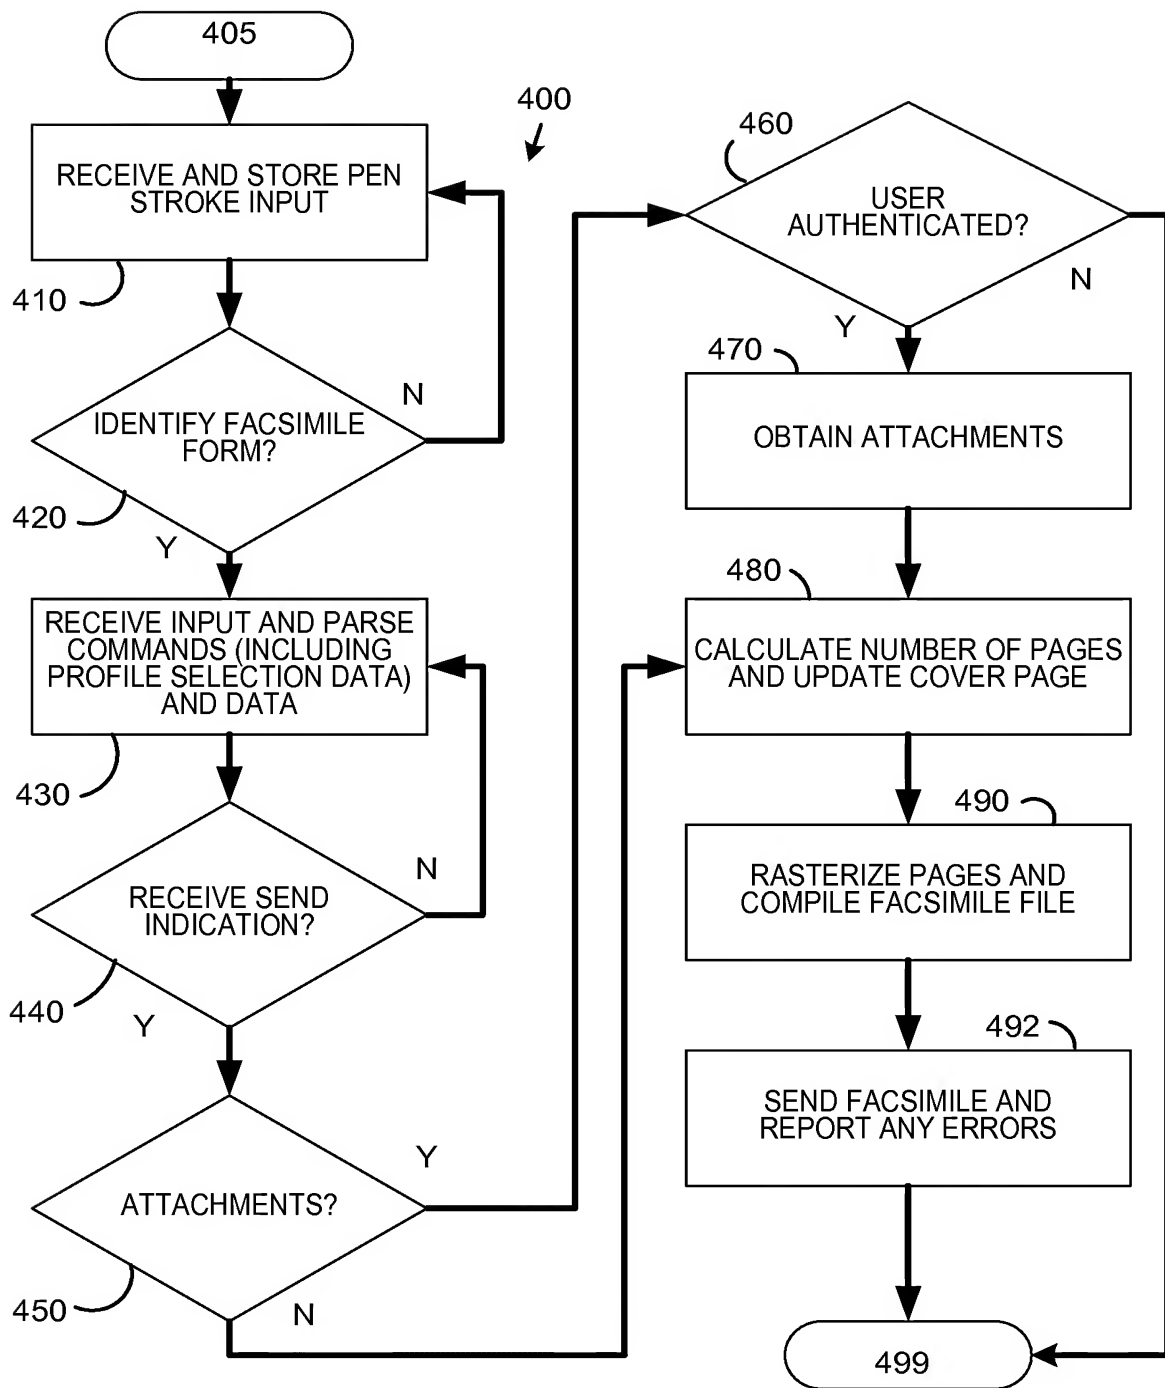 405
400
RECEIVE AND STORE PEN
STROKE INPUT
410
IDENTIFY FACSIMILE
FORM?
N
420
Y
RECEIVE INPUT AND PARSE
COMMANDS (INCLUDING
PROFILE SELECTION DATA)
AND DATA
430
RECEIVE SEND
INDICATION?
N
440
Y
ATTACHMENTS?
Y
450
N
460
USER
AUTHENTICATED?
N
Y
470
OBTAIN ATTACHMENTS
480
CALCULATE NUMBER OF PAGES
AND UPDATE COVER PAGE
490
RASTERIZE PAGES AND
COMPILE FACSIMILE FILE
492
SEND FACSIMILE AND
REPORT ANY ERRORS
499